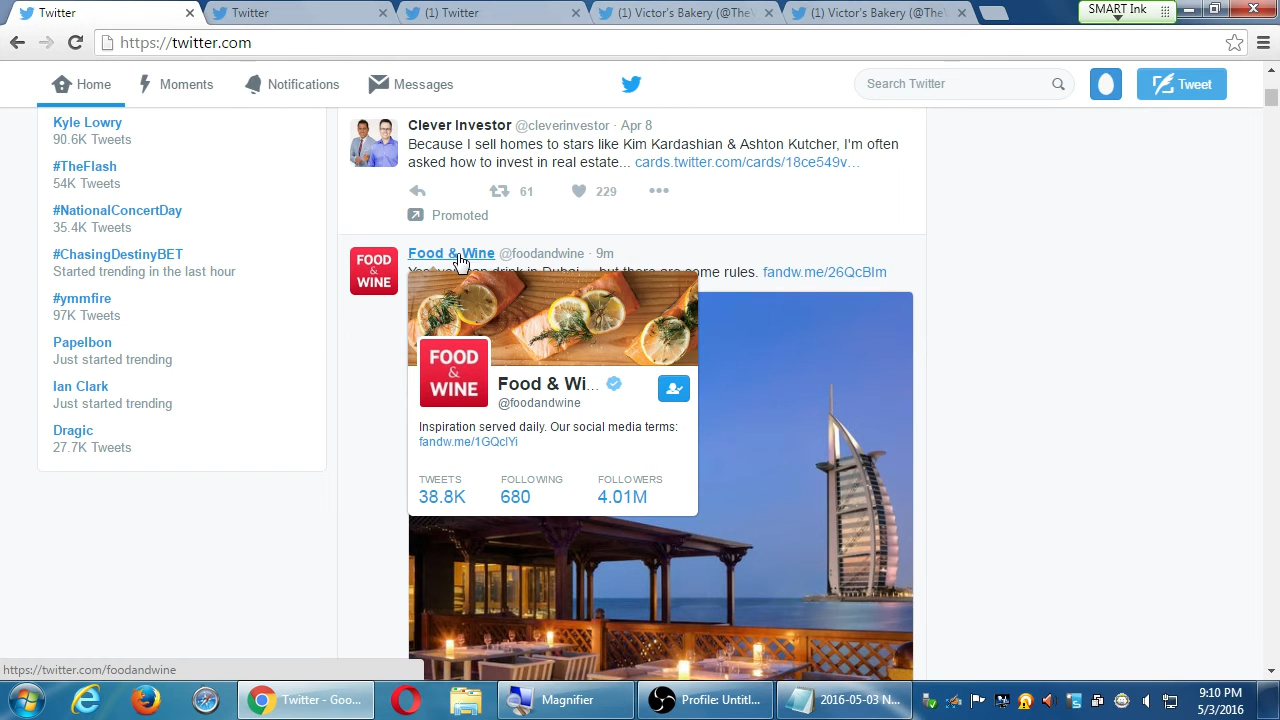 Twitter
Twitter
(1) Twitter
(1) Victor's Bakery (@The
(1) Victor's Bakery (@The
SMART Ink
https://twitter.com
Home
Moments
Notifications
Messages
Search Twitter
Tweet
Kyle Lowry
90.6K Tweets
#TheFlash
54K Tweets
#NationalConcertDay
35.4K Tweets
#ChasingDestinyBET
Started trending in the last hour
#ymmfire
97K Tweets
Papelbon
Just started trending
Ian Clark
Just started trending
Dragic
27.7K Tweets
Clever Investor @cleverinvestor · Apr 8
Because I sell homes to stars like Kim Kardashian & Ashton Kutcher, I'm often
asked how to invest in real estate... cards.twitter.com/cards/18ce549v…
61
229
Promoted
FOOD & WINE
Food & Wine @foodandwine · 9m
drink in Dubai but there are some rules. fandw.me/26QcBIm
FOOD & WINE
Food & Wi...
@foodandwine
Inspiration served daily. Our social media terms:
fandw.me/1GQclYi
TWEETS FOLLOWING FOLLOWERS
38.8K 680 4.01M
https://twitter.com/foodandwine
Twitter - Goo...
Magnifier
Profile: Untitl...
2016-05-03 N...
9:10 PM
5/3/2016